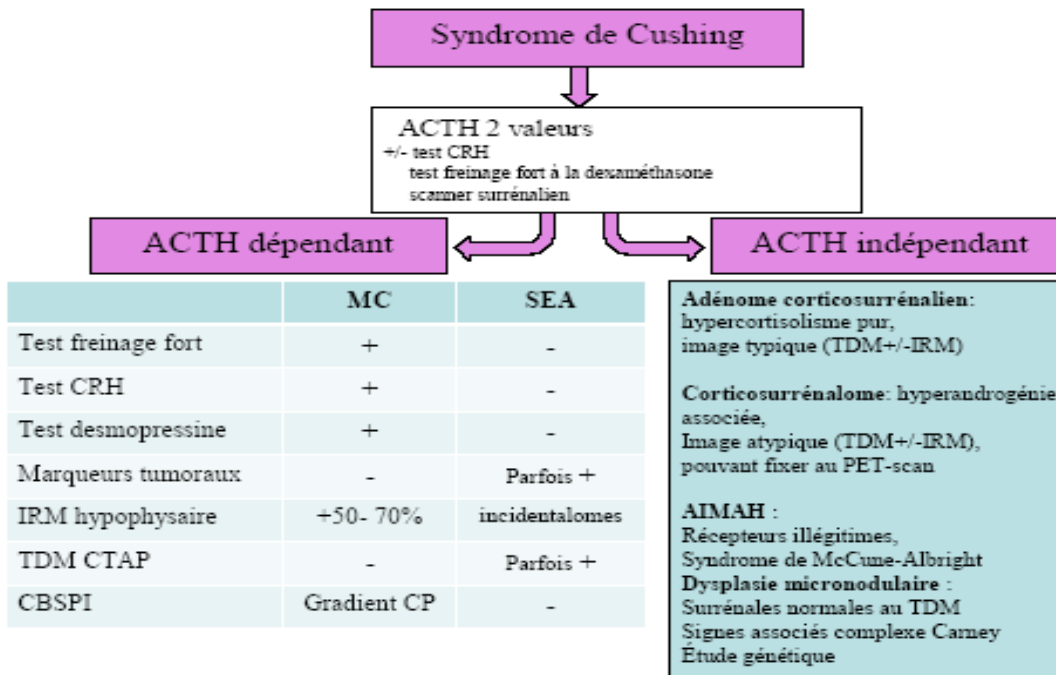 Syndrome de Cushing
ACTH 2 valeurs
+/- test CRH
test freinage fort à la dexaméthasone
scanner surrénalien
ACTH dépendant
ACTH indépendant
MC SEA
Test freinage fort + -
Test CRH + -
Test desmopressine + -
Marqueurs tumoraux - Parfois +
IRM hypophysaire +50- 70% incidentalomes
TDM CTAP - Parfois +
CBSPI Gradient CP -
Adénome corticosurrénalien:
hypercortisolisme pur,
image typique (TDM+/-IRM)
Corticosurrénalome: hyperandrogénie
associée,
Image atypique (TDM+/-IRM),
pouvant fixer au PET-scan
AIMAH :
Récepteurs illégitimes,
Syndrome de McCune-Albright
Dysplasie micronodulaire :
Surrénales normales au TDM
Signes associés complexe Carney
Étude génétique